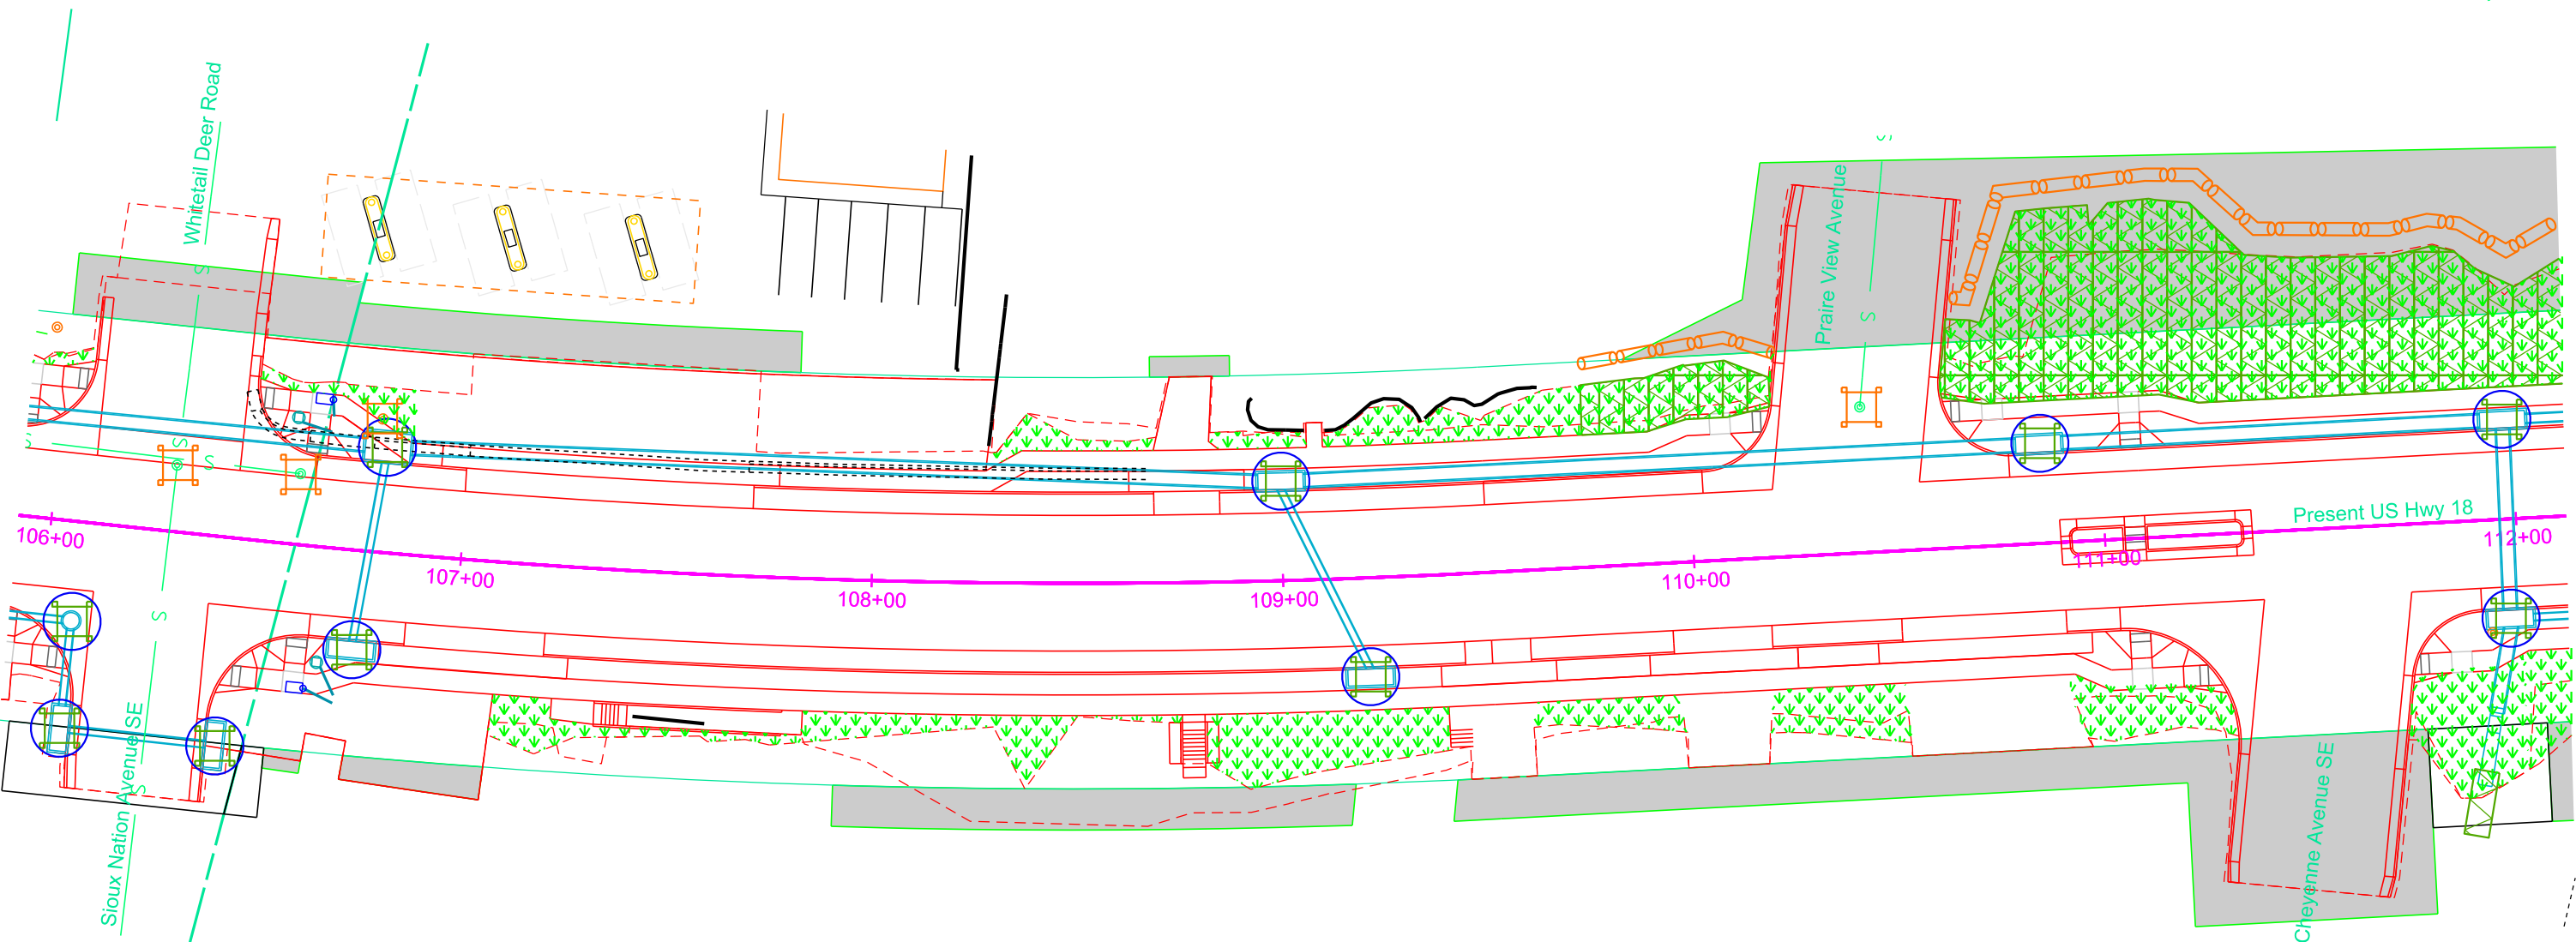 Whitetail Deer Road
S
Praire View Avenue
S
S
S
S
S
S
Present US Hwy 18
106+00
107+00
108+00
109+00
110+00
111+00
112+00
S
S
Sioux Nation Avenue SE
Cheyenne Avenue SE